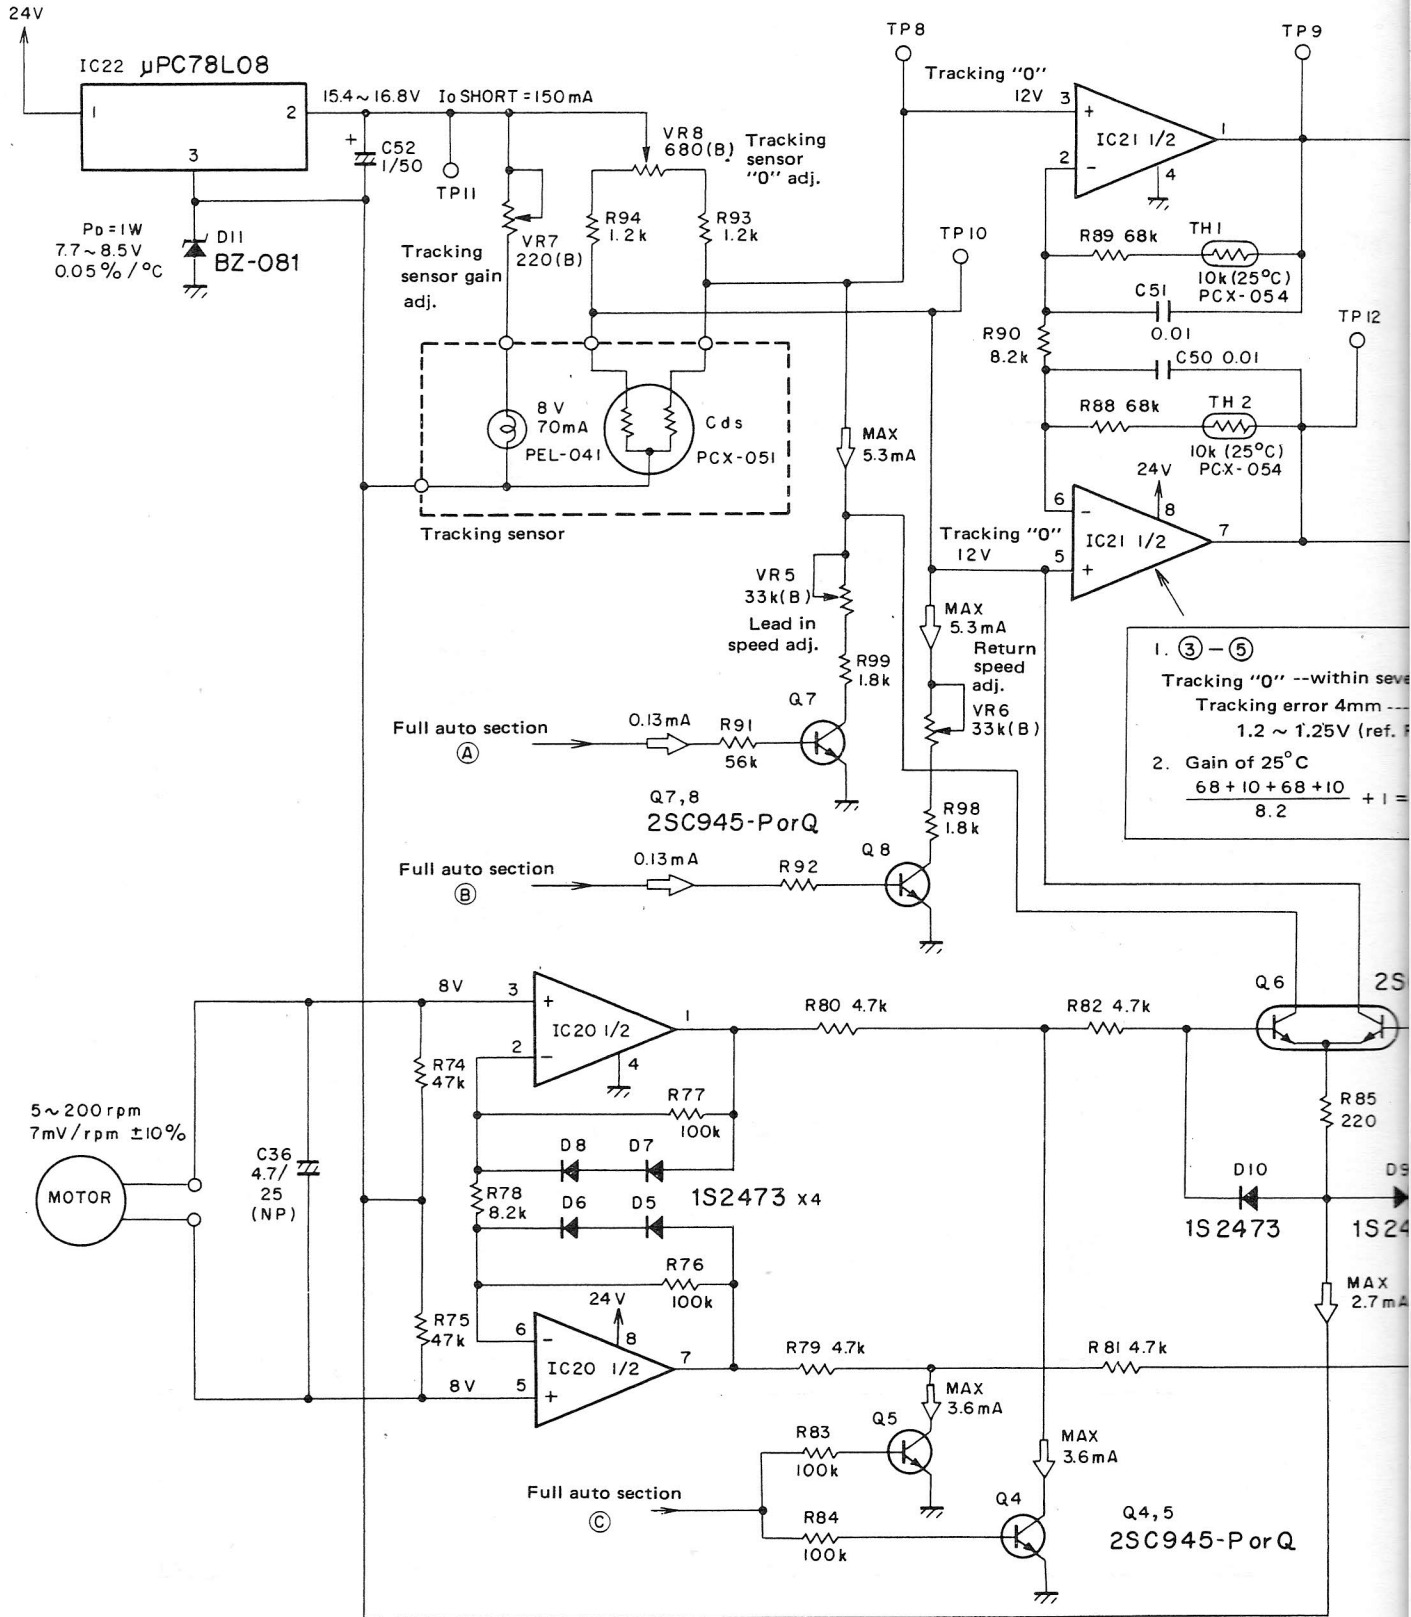 24V
IC22 μPC78L08
1
2
3
15.4~16.8V
Io SHORT=150mA
+
C52
1/50
TP11
PD=1W
7.7~8.5V
0.05%/°C
D11
BZ-081
VR8
680(B)
Tracking
sensor
"0" adj.
R94
1.2k
R93
1.2k
VR7
220(B)
Tracking
sensor gain
adj.
8V
70mA
PEL-041
Cds
PCX-051
Tracking sensor
TP8
TP9
Tracking "0"
12V
3
+
IC21 1/2
1
2
-
4
TP10
R89 68k
TH1
10k(25°C)
PCX-054
C51
0.01
R90
8.2k
C50 0.01
TP12
R88 68k
TH2
10k(25°C)
PCX-054
MAX
5.3mA
24V
6
-
8
IC21 1/2
7
Tracking "0"
12V
5
+
VR5
33k(B)
Lead in
speed adj.
MAX
5.3mA
Return
speed
adj.
VR6
33k(B)
R99
1.8k
1. ③ - ⑤
Tracking "0" --within seve
Tracking error 4mm ---
1.2 ~ 1.25V (ref.
2. Gain of 25°C
68+10+68+10
8.2
+ 1 =
Full auto section
Ⓐ
0.13mA
R91
56k
Q7
Q7,8
2SC945-PorQ
R98
1.8k
Full auto section
Ⓑ
0.13mA
R92
Q8
8V
3
+
IC20 1/2
1
2
-
4
R80 4.7k
R82 4.7k
Q6
2S
R74
47k
R77
100k
R85
220
5~200rpm
7mV/rpm ±10%
MOTOR
C36
4.7/
25
(NP)
D8
D7
R78
8.2k
D6
D5
1S2473 x4
D10
1S2473
D9
1S24
R76
100k
MAX
2.7mA
R75
47k
24V
6
-
8
IC20 1/2
7
8V
5
+
R79 4.7k
R81 4.7k
MAX
3.6mA
Q5
R83
100k
MAX
3.6mA
Full auto section
Ⓒ
R84
100k
Q4
Q4,5
2SC945-PorQ